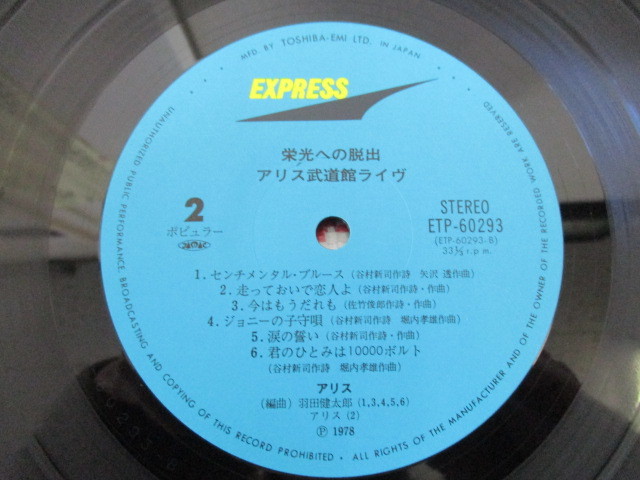 MFD. BY TOSHIBA-EMI LTD. IN JAPAN
EXPRESS
栄光への脱出
アリス武道館ライヴ
2
ポピュラー
JASRAC
STEREO
ETP-60293
(ETP-60293-B)
33⅓ r.p.m.
1. センチメンタル・ブルース (谷村新司作詩 矢沢 透作曲)
2. 走っておいで恋人よ (谷村新司作詩・作曲)
3. 今はもうだれも (佐竹俊郎作詩・作曲)
4. ジョニーの子守唄 (谷村新司作詩 堀内孝雄作曲)
5. 涙の誓い (谷村新司作詩・作曲)
6. 君のひとみは10000ボルト
(谷村新司作詩 堀内孝雄作曲)
アリス
(編曲) 羽田健太郎 (1,3,4,5,6)
アリス (2)
Ⓟ 1978
UNAUTHORIZED PUBLIC PERFORMANCE, BROADCASTING AND COPYING OF THIS RECORD PROHIBITED • ALL RIGHTS OF THE MANUFACTURER AND OF THE OWNER OF THE RECORDED WORK ARE RESERVED